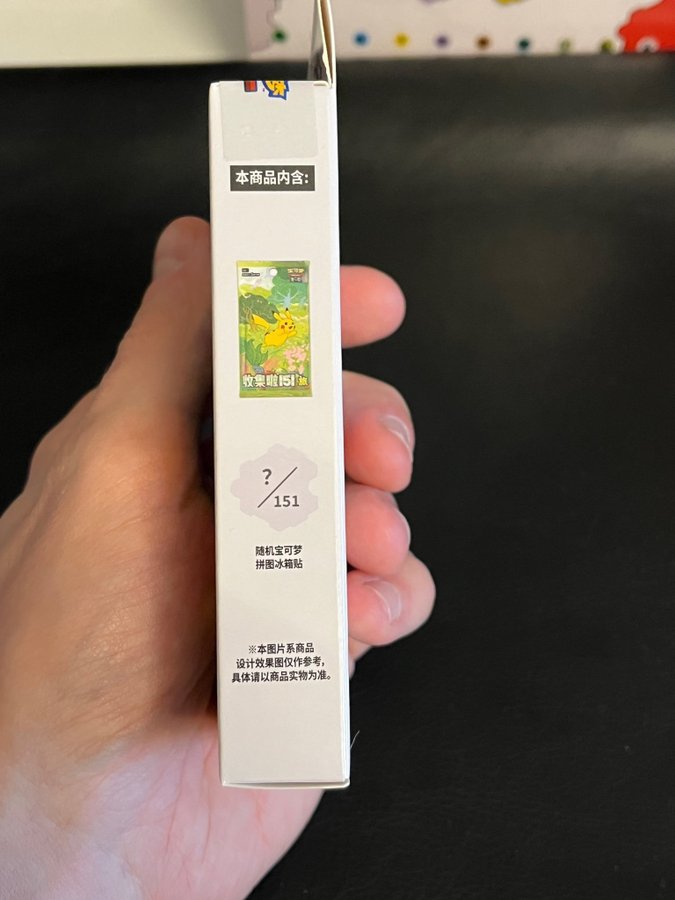 本商品内含:
收集啦151 旅
?/151
随机宝可梦
拼图冰箱贴
※本图片系商品
设计效果图仅作参考,
具体请以商品实物为准。